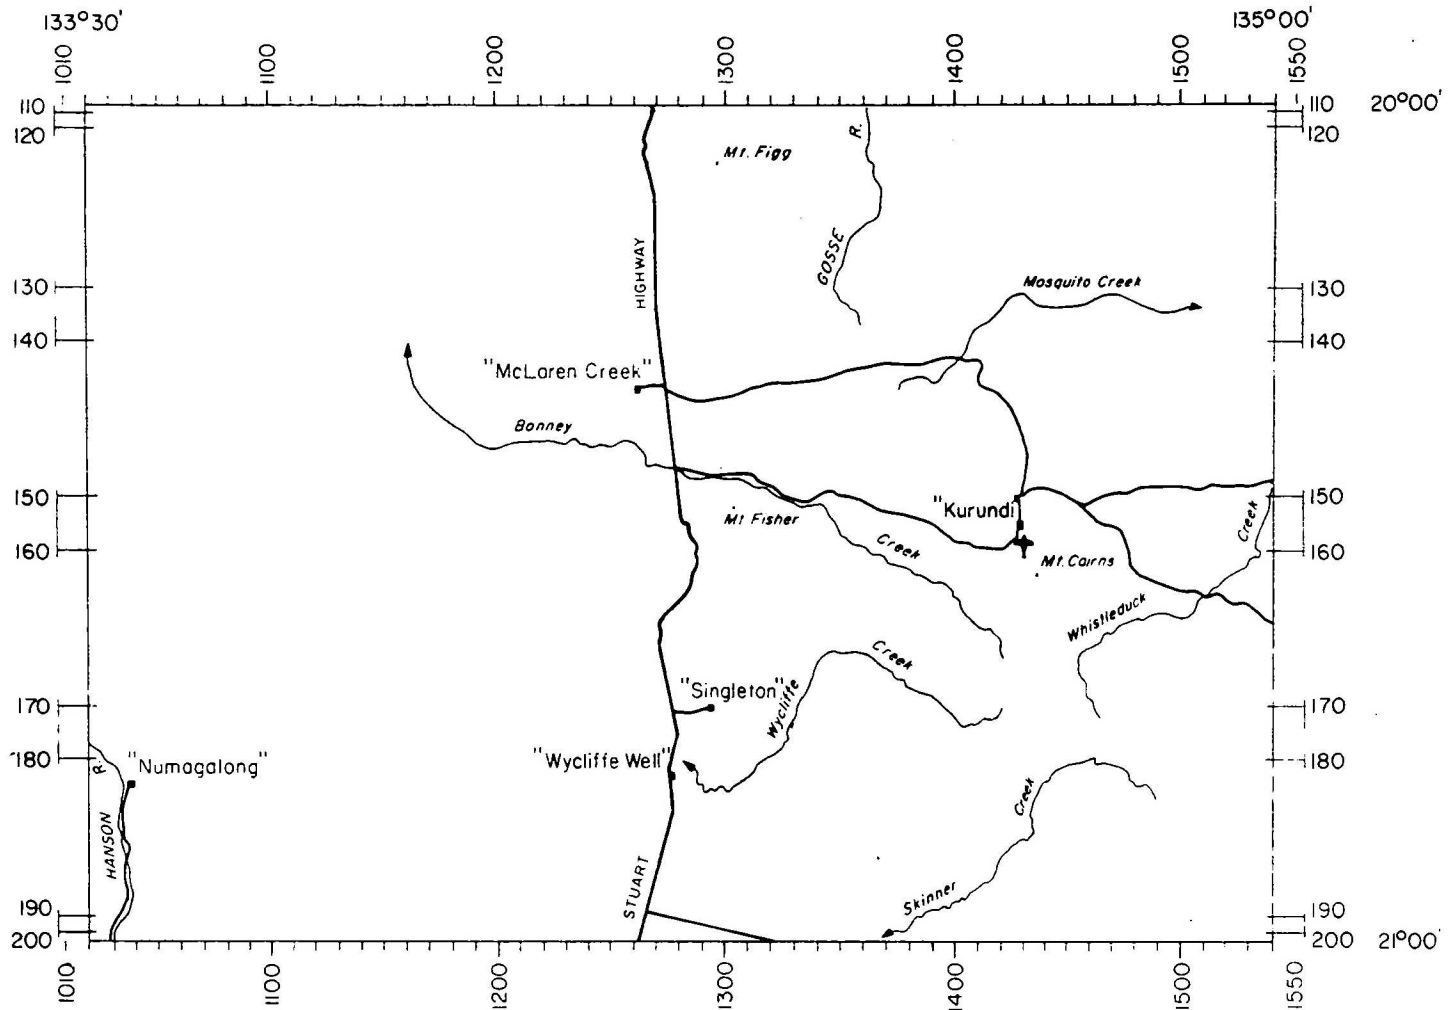 133°30' 135°00'
1010 1100 1200 1300 1400 1500 1550
110 110 20°00'
120 120
R.
Mt. Figg
HIGHWAY
GOSSE
130 Mosquito Creek 130
140 140
"McLaren Creek"
Bonney
150 "Kurundi" 150
Mt Fisher Creek
Creek
160 160
Mt. Cairns
Whistleduck
Creek
"Singleton"
170 Wycliffe 170
180 "Wycliffe Well" 180
R. "Numagalong"
Creek
HANSON
STUART Skinner
190 190
200 200 21°00'
1010 1100 1200 1300 1400 1500 1550